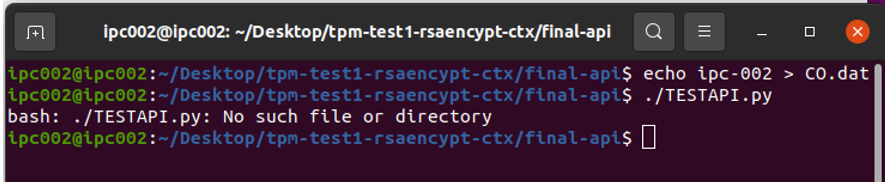 ipc002@ipc002: ~/Desktop/tpm-test1-rsaencypt-ctx/final-api
ipc002@ipc002:~/Desktop/tpm-test1-rsaencypt-ctx/final-api$ echo ipc-002 > CO.dat
ipc002@ipc002:~/Desktop/tpm-test1-rsaencypt-ctx/final-api$ ./TESTAPI.py
bash: ./TESTAPI.py: No such file or directory
ipc002@ipc002:~/Desktop/tpm-test1-rsaencypt-ctx/final-api$